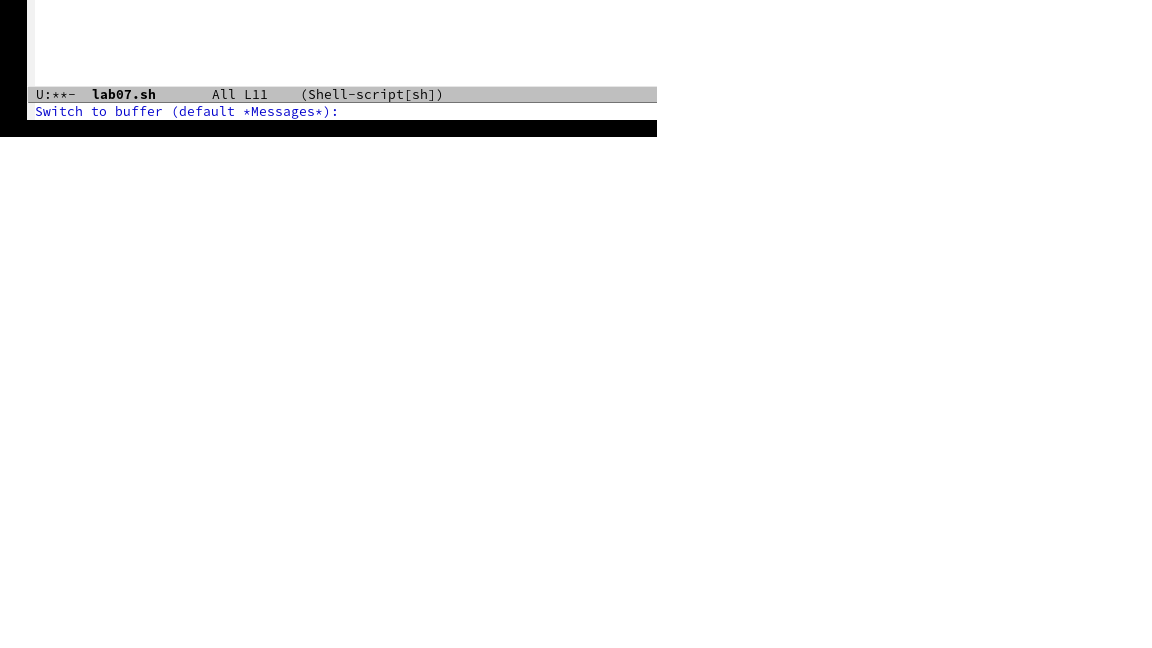 U:**-  lab07.sh       All L11    (Shell-script[sh])
Switch to buffer (default *Messages*):